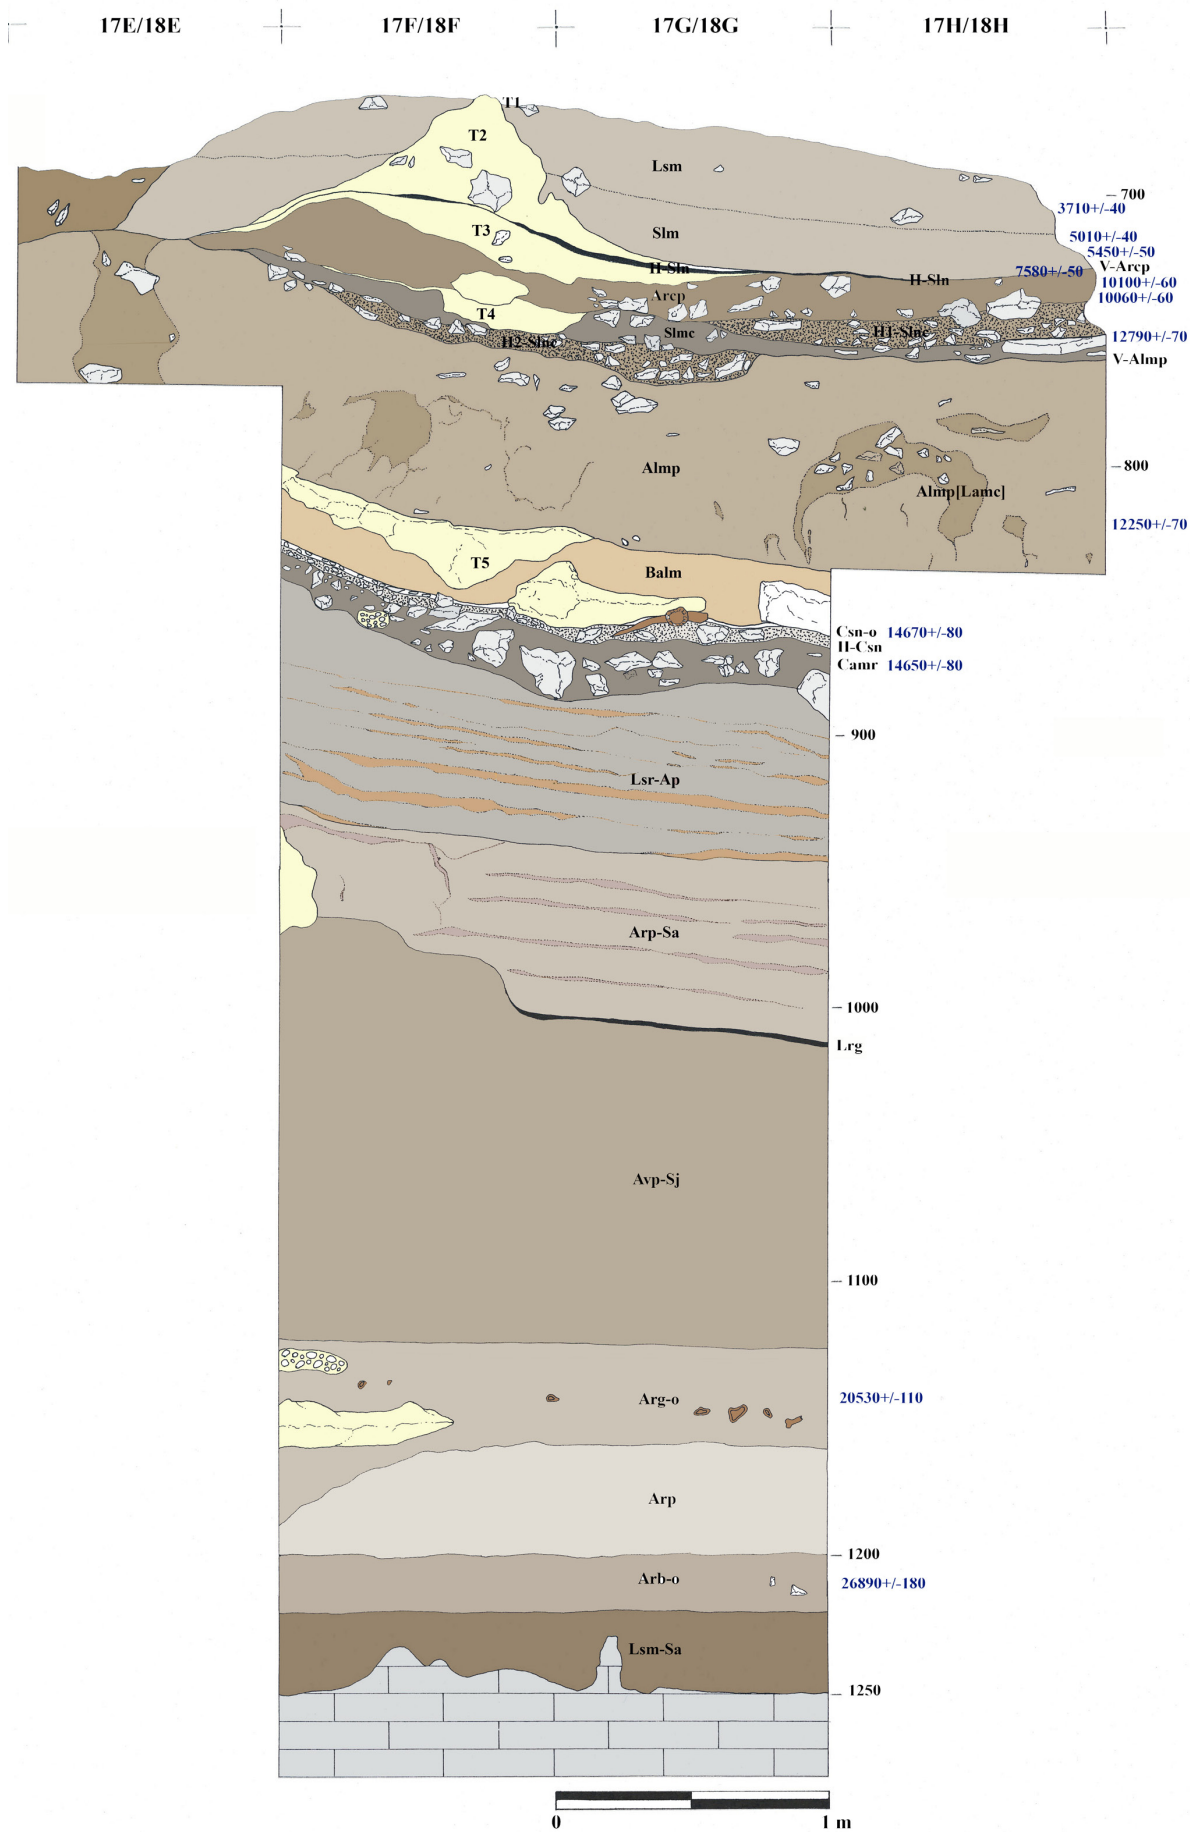 17E/18E 17F/18F 17G/18G 17H/18H
T1
T2
Lsm
700
3710+/-40
T3
Slm
5010+/-40
5450+/-50
H-Sln
7580+/-50
V-Arcp
H-Sln
10100+/-60
Arcp
10060+/-60
T4
H2-Slnc
Slmc
H1-Slnc
12790+/-70
V-Almp
Almp
800
Almp[Lamc]
12250+/-70
T5
Balm
Csn-o 14670+/-80
H-Csn
Camr 14650+/-80
900
Lsr-Ap
Arp-Sa
1000
Lrg
Avp-Sj
1100
Arg-o
20530+/-110
Arp
1200
Arb-o
26890+/-180
Lsm-Sa
1250
0 1 m